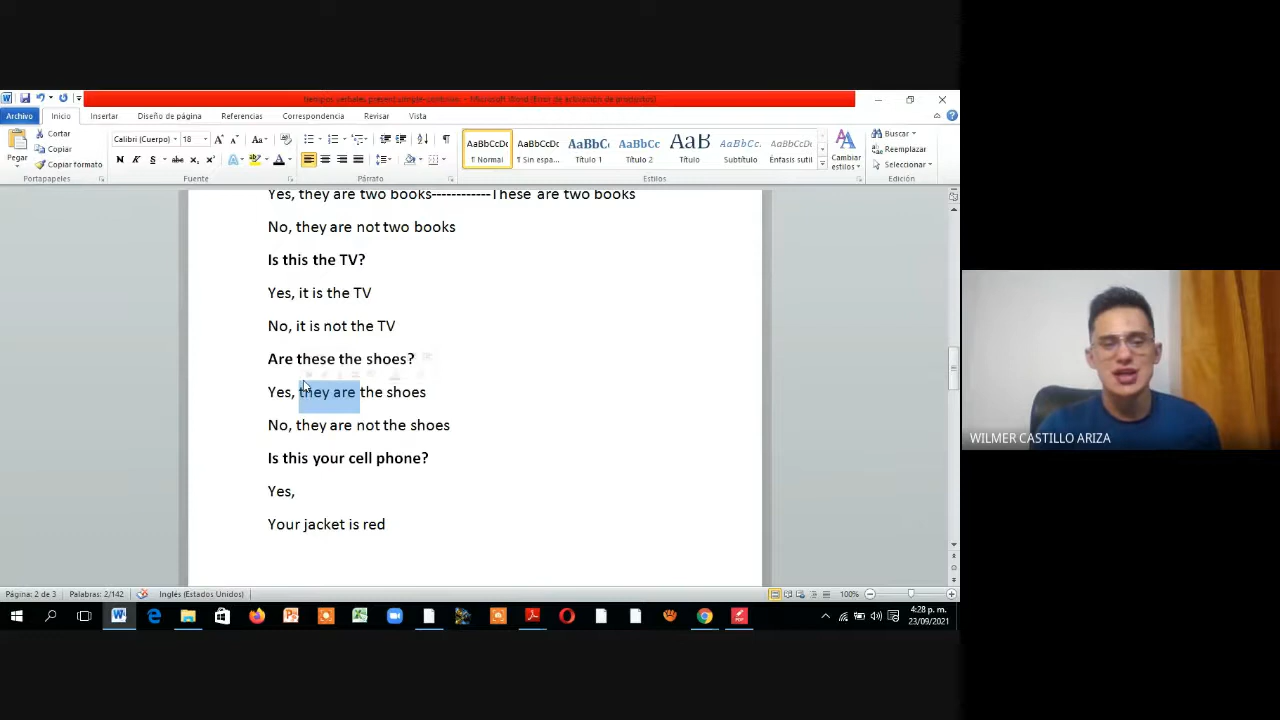 Archivo Inicio Insertar Diseño de página Referencias Correspondencia Revisar Vista
Pegar
Cortar
Copiar
Copiar formato
Portapapeles
Calibri (Cuerpo) 18
Fuente
Párrafo
AaBbCcDc AaBbCcDc AaBbC AaBbCc AaB AaBbCc. AaBbCcDc
¶ Normal ¶ Sin espa... Título 1 Título 2 Título Subtítulo Énfasis sutil
Cambiar estilos
Estilos
Buscar
Reemplazar
Seleccionar
Edición
Yes, they are two books------------These are two books
No, they are not two books
Is this the TV?
Yes, it is the TV
No, it is not the TV
Are these the shoes?
Yes, they are the shoes
No, they are not the shoes
Is this your cell phone?
Yes,
Your jacket is red
WILMER CASTILLO ARIZA
Página: 2 de 3 Palabras: 2/142 Inglés (Estados Unidos) 100%
4:28 p. m.
23/09/2021